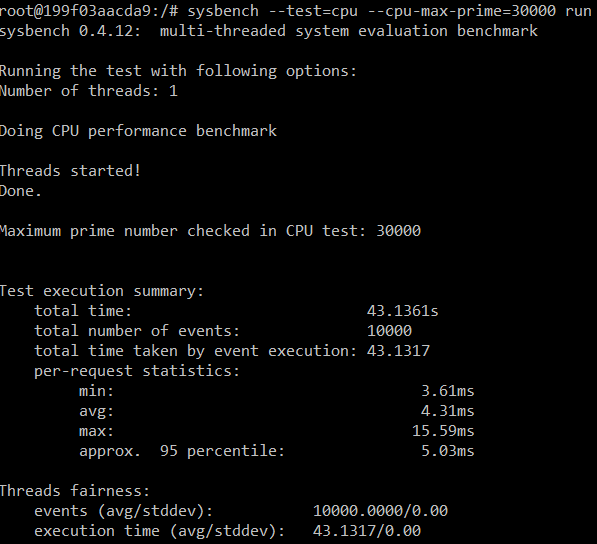 root@199f03aacda9:/# sysbench --test=cpu --cpu-max-prime=30000 run
sysbench 0.4.12:  multi-threaded system evaluation benchmark
Running the test with following options:
Number of threads: 1
Doing CPU performance benchmark
Threads started!
Done.
Maximum prime number checked in CPU test: 30000
Test execution summary:
    total time:                          43.1361s
    total number of events:              10000
    total time taken by event execution: 43.1317
    per-request statistics:
         min:                                  3.61ms
         avg:                                  4.31ms
         max:                                 15.59ms
         approx.  95 percentile:               5.03ms
Threads fairness:
    events (avg/stddev):           10000.0000/0.00
    execution time (avg/stddev):   43.1317/0.00